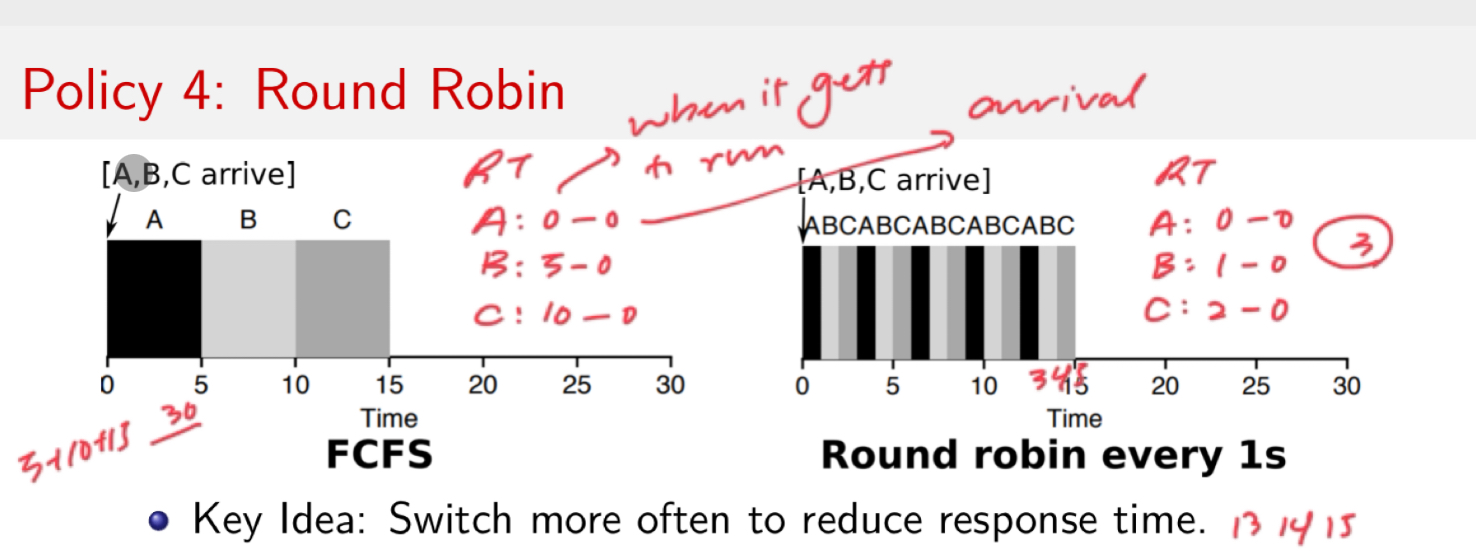 Policy 4: Round Robin
when it gett
to run
arrival
[A,B,C arrive]
A B C
RT
A: 0 - 0
B: 5 - 0
C: 10 - 0
0 5 10 15 20 25 30
Time
5+10+15 30
FCFS
[A,B,C arrive]
ABCABCABCABCABC
RT
A: 0 - 0
B: 1 - 0
C: 2 - 0
3
0 5 10 15 20 25 30
345
Time
Round robin every 1s
Key Idea: Switch more often to reduce response time.
13 14 15